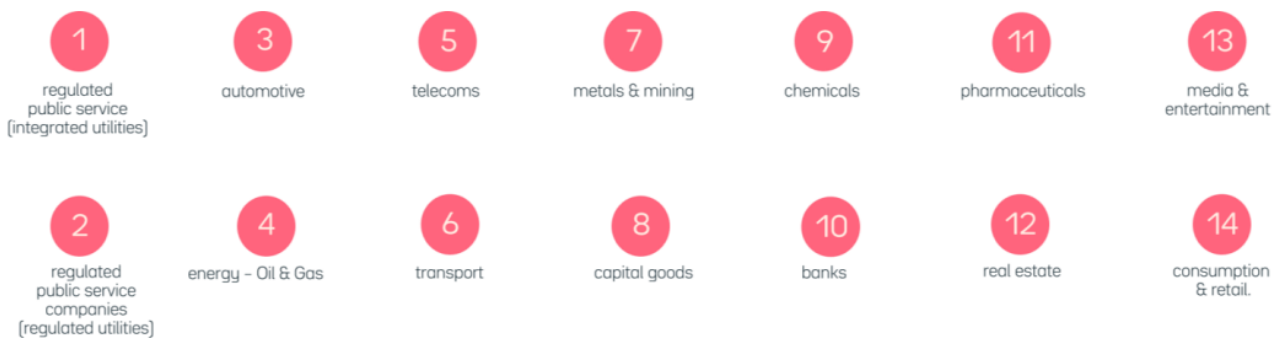 1
regulated
public service
(integrated utilities)
3
automotive
5
telecoms
7
metals & mining
9
chemicals
11
pharmaceuticals
13
media &
entertainment
2
regulated
public service
companies
(regulated utilities)
4
energy – Oil & Gas
6
transport
8
capital goods
10
banks
12
real estate
14
consumption
& retail.